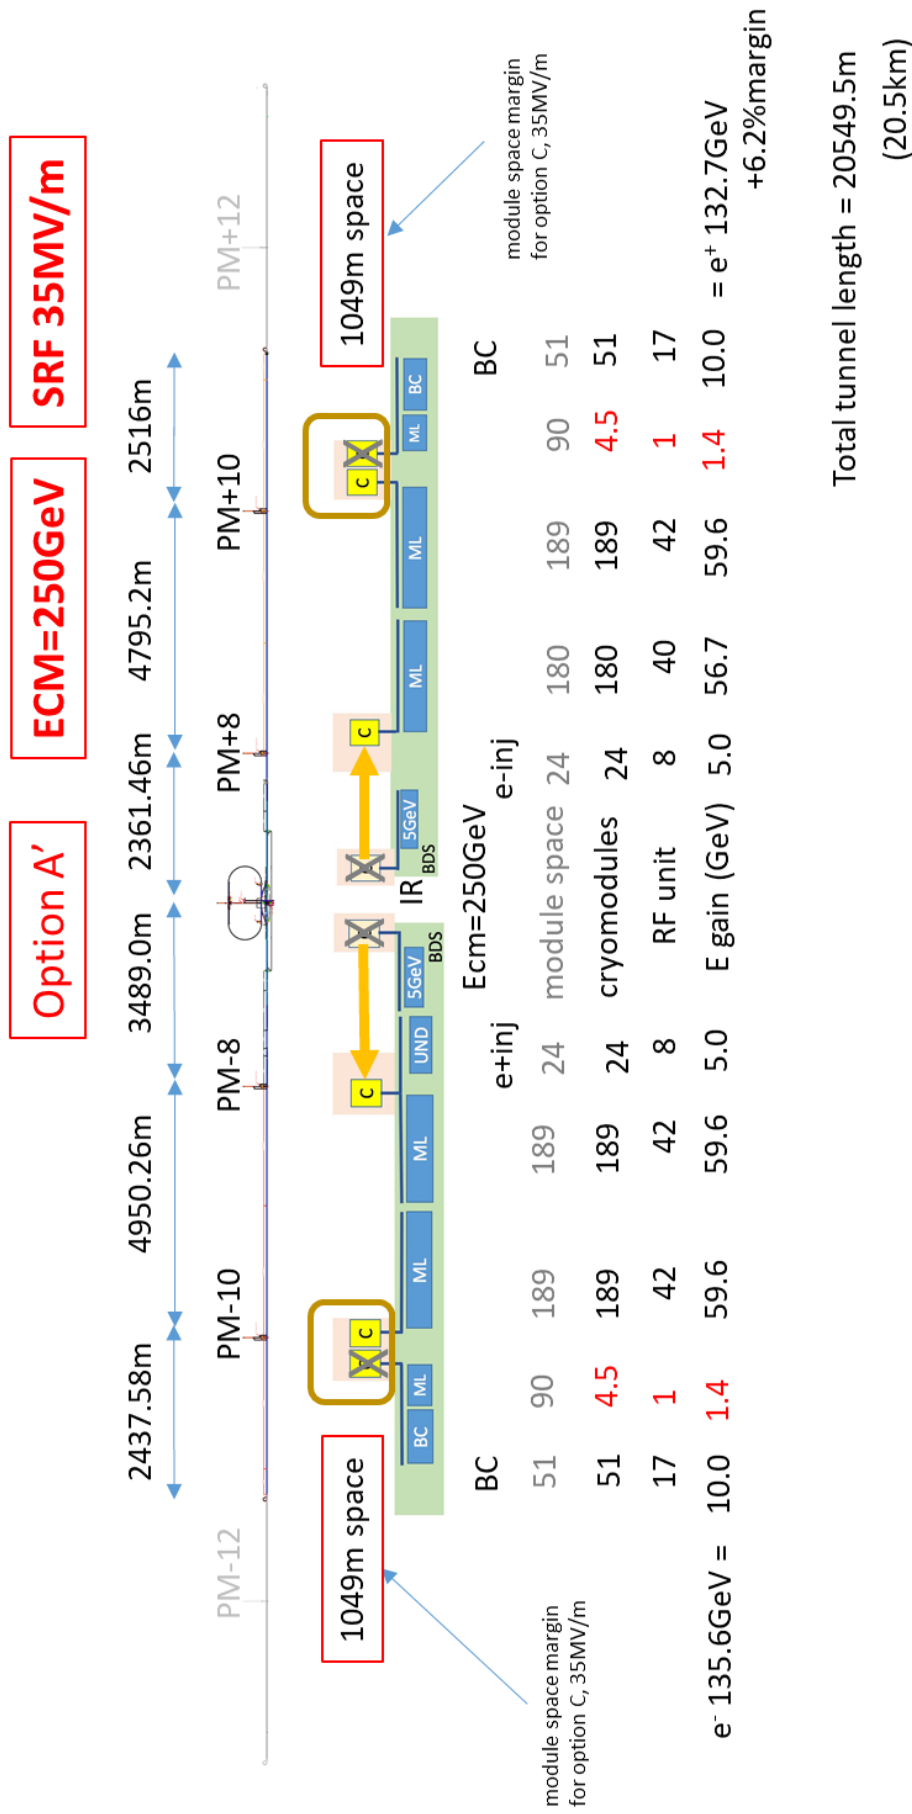 Option A’
ECM=250GeV
SRF 35MV/m
2437.58m
4950.26m
3489.0m
2361.46m
4795.2m
2516m
PM-12
PM-10
PM-8
PM+8
PM+10
PM+12
1049m space
1049m space
C
C
C
C
BC
ML
ML
ML
UND
5GeV
BDS
IR
BDS
5GeV
ML
ML
ML
BC
module space margin
for option C, 35MV/m
module space margin
for option C, 35MV/m
Ecm=250GeV
BC
e+inj
e-inj
BC
51 90 189 189 24 module space 24 180 189 90 51
51 4.5 189 189 24 cryomodules 24 180 189 4.5 51
17 1 42 42 8 RF unit 8 40 42 1 17
e- 135.6GeV = 10.0 1.4 59.6 59.6 5.0 E gain (GeV) 5.0 56.7 59.6 1.4 10.0 = e+ 132.7GeV
+6.2%margin
Total tunnel length = 20549.5m
(20.5km)